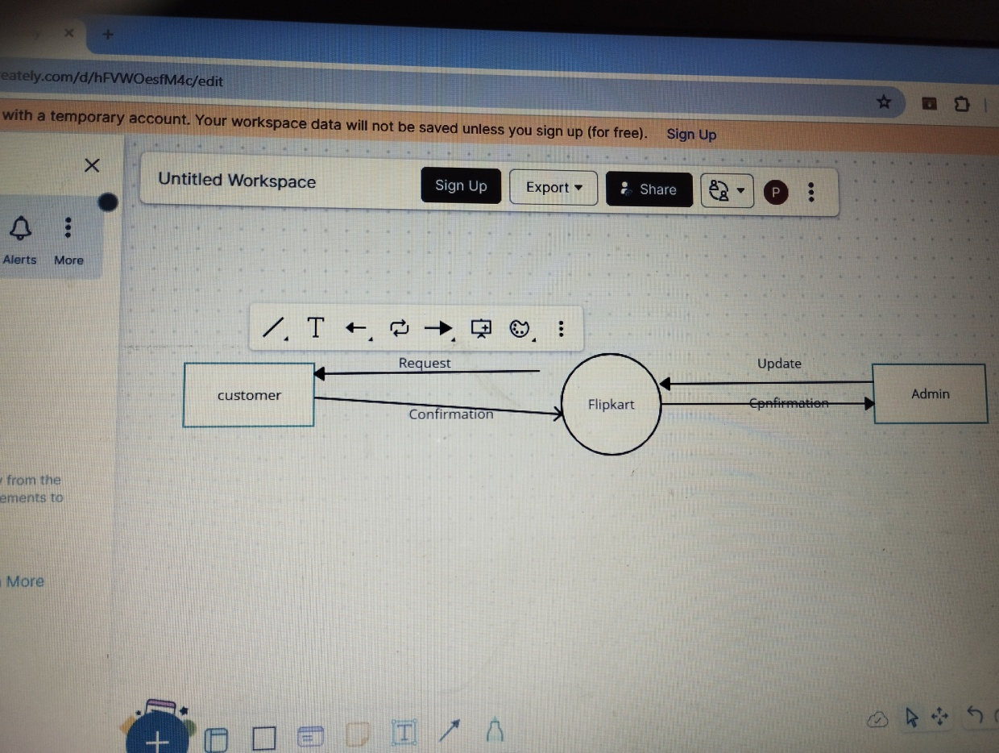 eately.com/d/hFVWOesfM4c/edit
with a temporary account. Your workspace data will not be saved unless you sign up (for free). Sign Up
Untitled Workspace
Sign Up
Export
Share
P
Alerts
More
T
Request
Update
customer
Flipkart
Admin
Confirmation
Cpnfirmation
from the
ements to
More
T